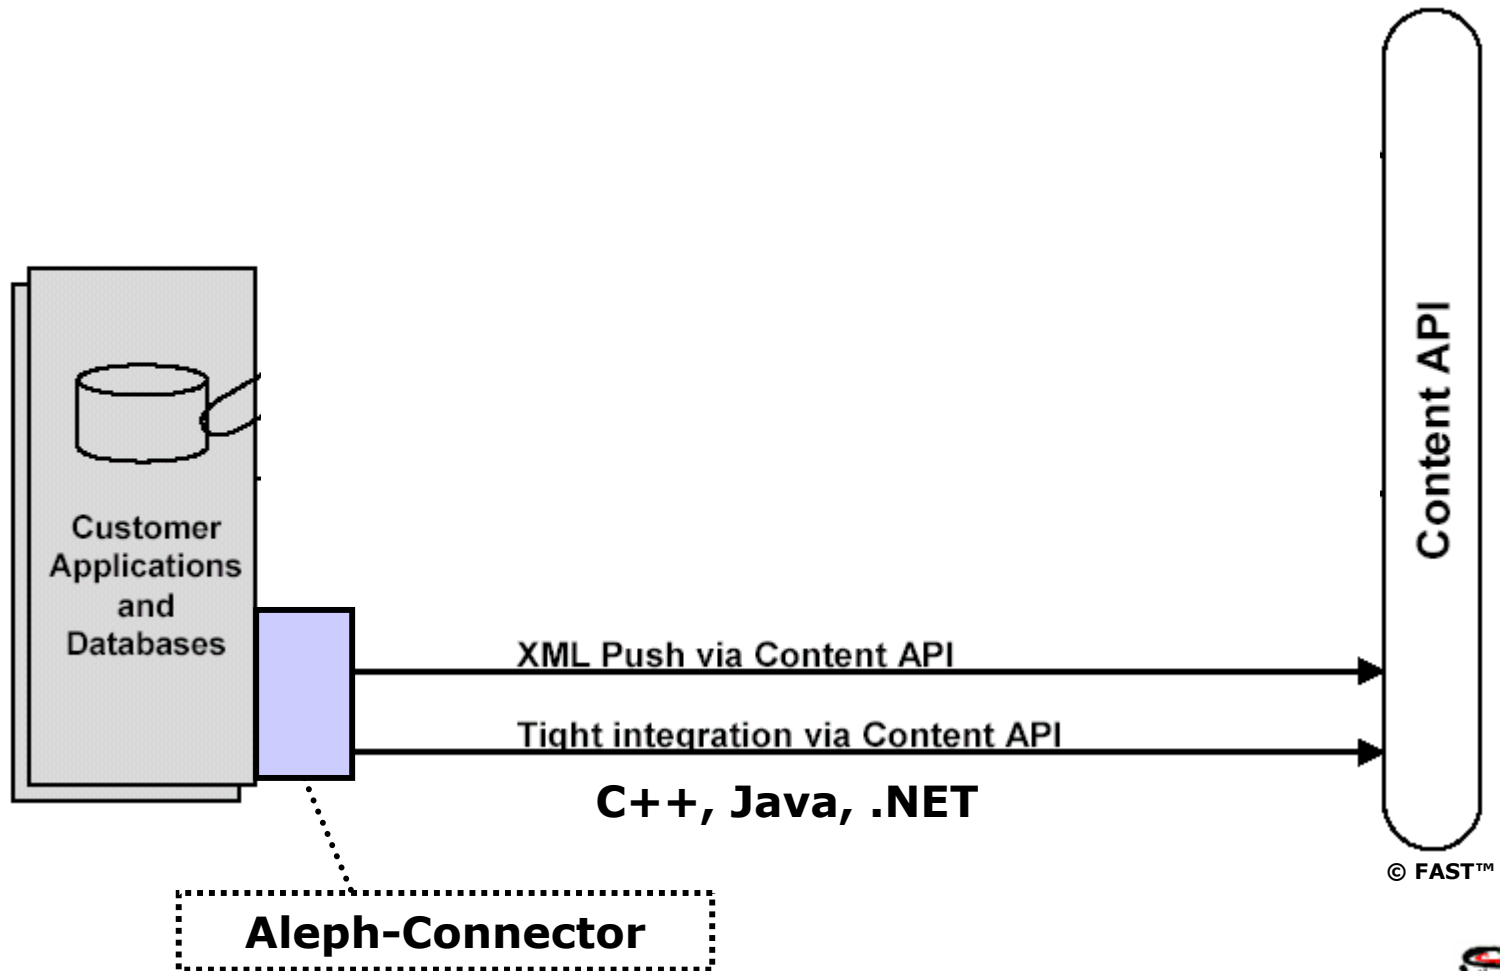 Content API
Customer
Applications
and
Databases
XML Push via Content API
Tight integration via Content API
C++, Java, .NET
© FAST™
Aleph-Connector